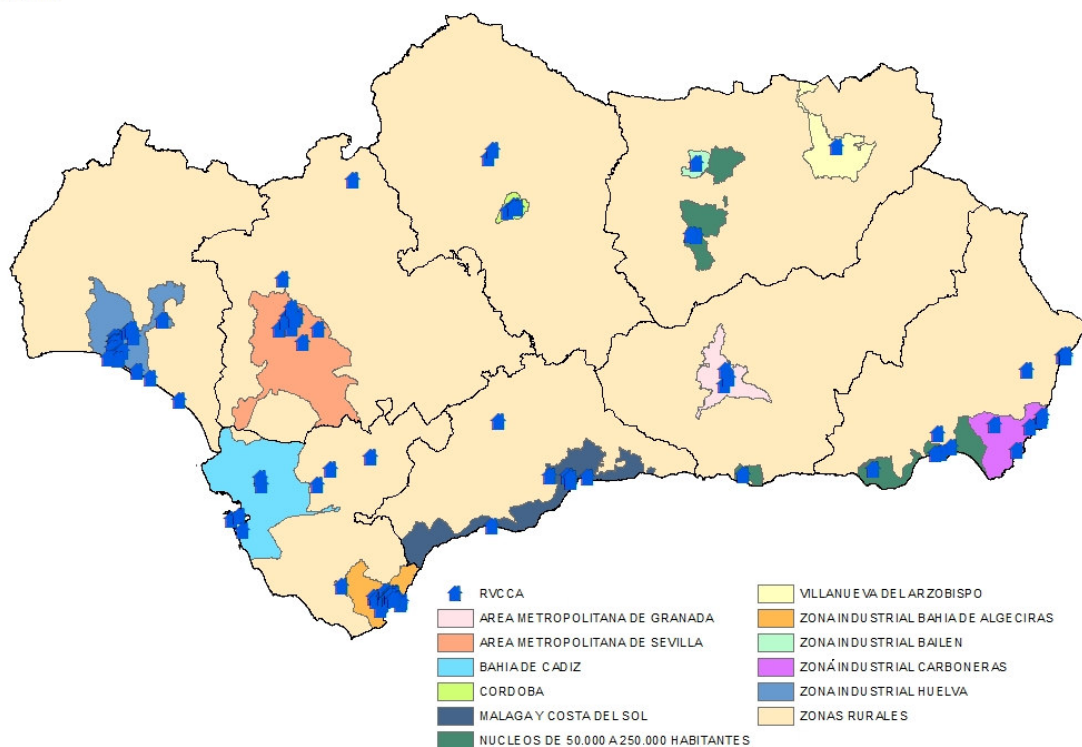 RVCCA
AREA METROPOLITANA DE GRANADA
AREA METROPOLITANA DE SEVILLA
BAHIA DE CADIZ
CORDOBA
MALAGA Y COSTA DEL SOL
NUCLEOS DE 50.000 A 250.000 HABITANTES
VILLANUEVA DEL ARZOBISPO
ZONA INDUSTRIAL BAHIA DE ALGECIRAS
ZONA INDUSTRIAL BAILEN
ZONÁ INDUSTRIAL CARBONERAS
ZONA INDUSTRIAL HUELVA
ZONAS RURALES